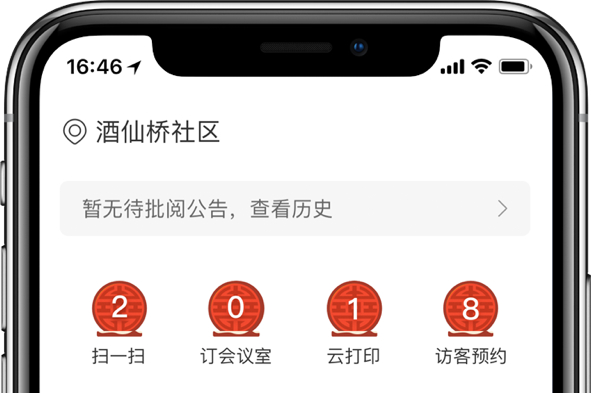 16:46
酒仙桥社区
暂无待批阅公告，查看历史
2 0 1 8
扫一扫 订会议室 云打印 访客预约